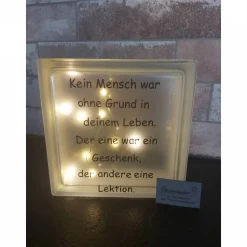 Kein Mensch war
ohne Grund in
deinem Leben.
Der eine war ein
Geschenk,
der andere eine
Lektion.